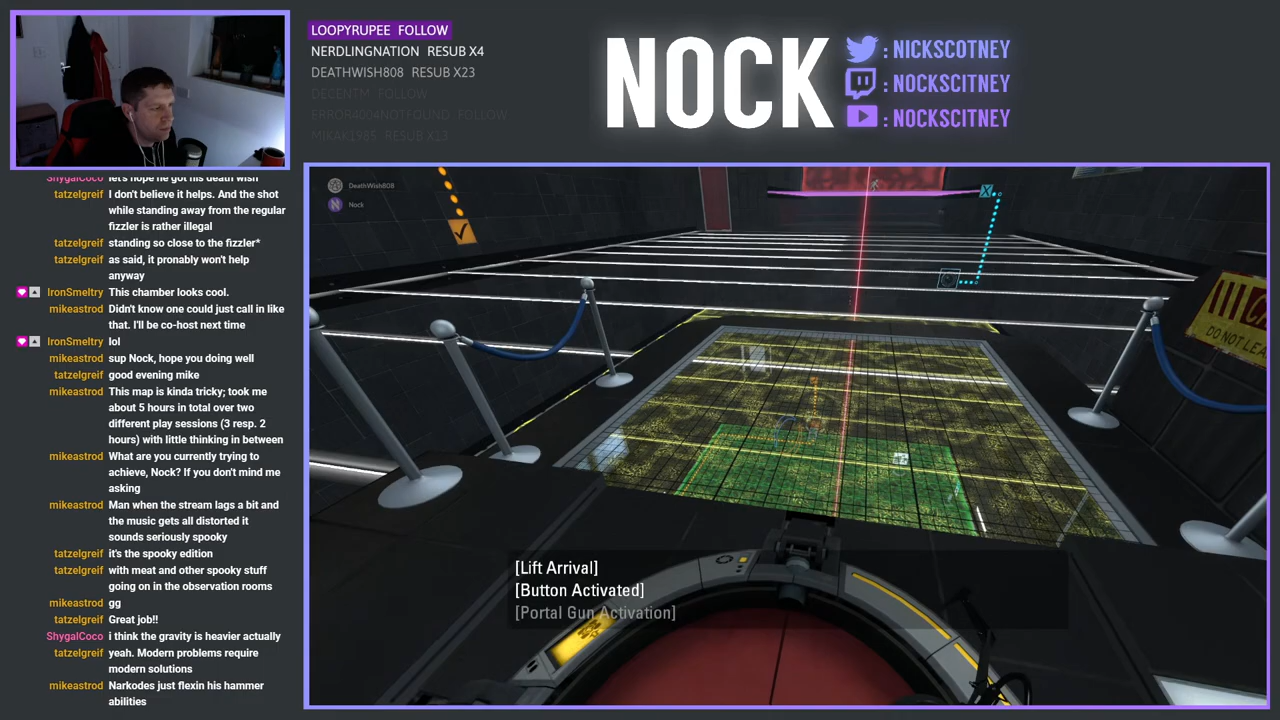 LOOPYRUPEE FOLLOW
NERDLINGNATION RESUB X4
DEATHWISH808 RESUB X23
DECENTM FOLLOW
ERROR4004NOTFOUND FOLLOW
MIKAK1985 RESUB X13
NOCK
: NICKSCOTNEY
: NOCKSCITNEY
: NOCKSCITNEY
ShygalCoco let's hope he got his death wish
tatzelgreif I don't believe it helps. And the shot
while standing away from the regular
fizzler is rather illegal
tatzelgreif standing so close to the fizzler*
tatzelgreif as said, it pronably won't help
anyway
IronSmeltry This chamber looks cool.
mikeastrod Didn't know one could just call in like
that. I'll be co-host next time
IronSmeltry lol
mikeastrod sup Nock, hope you doing well
tatzelgreif good evening mike
mikeastrod This map is kinda tricky; took me
about 5 hours in total over two
different play sessions (3 resp. 2
hours) with little thinking in between
mikeastrod What are you currently trying to
achieve, Nock? If you don't mind me
asking
mikeastrod Man when the stream lags a bit and
the music gets all distorted it
sounds seriously spooky
tatzelgreif it's the spooky edition
tatzelgreif with meat and other spooky stuff
going on in the observation rooms
mikeastrod gg
tatzelgreif Great job!!
ShygalCoco i think the gravity is heavier actually
tatzelgreif yeah. Modern problems require
modern solutions
mikeastrod Narkodes just flexin his hammer
abilities
DeathWish808
Nock
DO NOT LEA
[Lift Arrival]
[Button Activated]
[Portal Gun Activation]